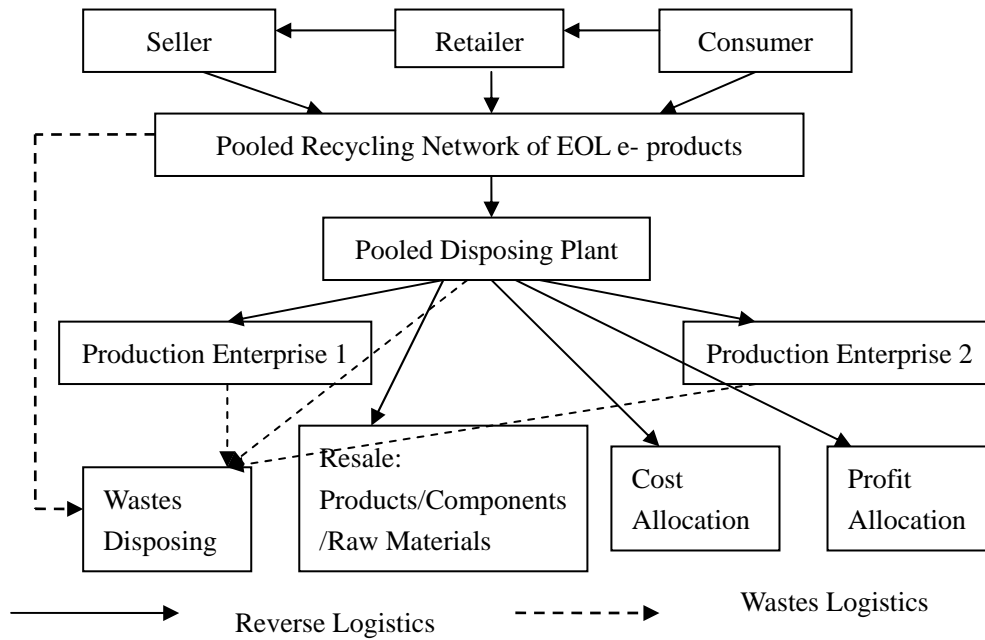 Seller
Retailer
Consumer
Pooled Recycling Network of EOL e- products
Pooled Disposing Plant
Production Enterprise 1
Production Enterprise 2
Wastes
Disposing
Resale:
Products/Components
/Raw Materials
Cost
Allocation
Profit
Allocation
Reverse Logistics
Wastes Logistics